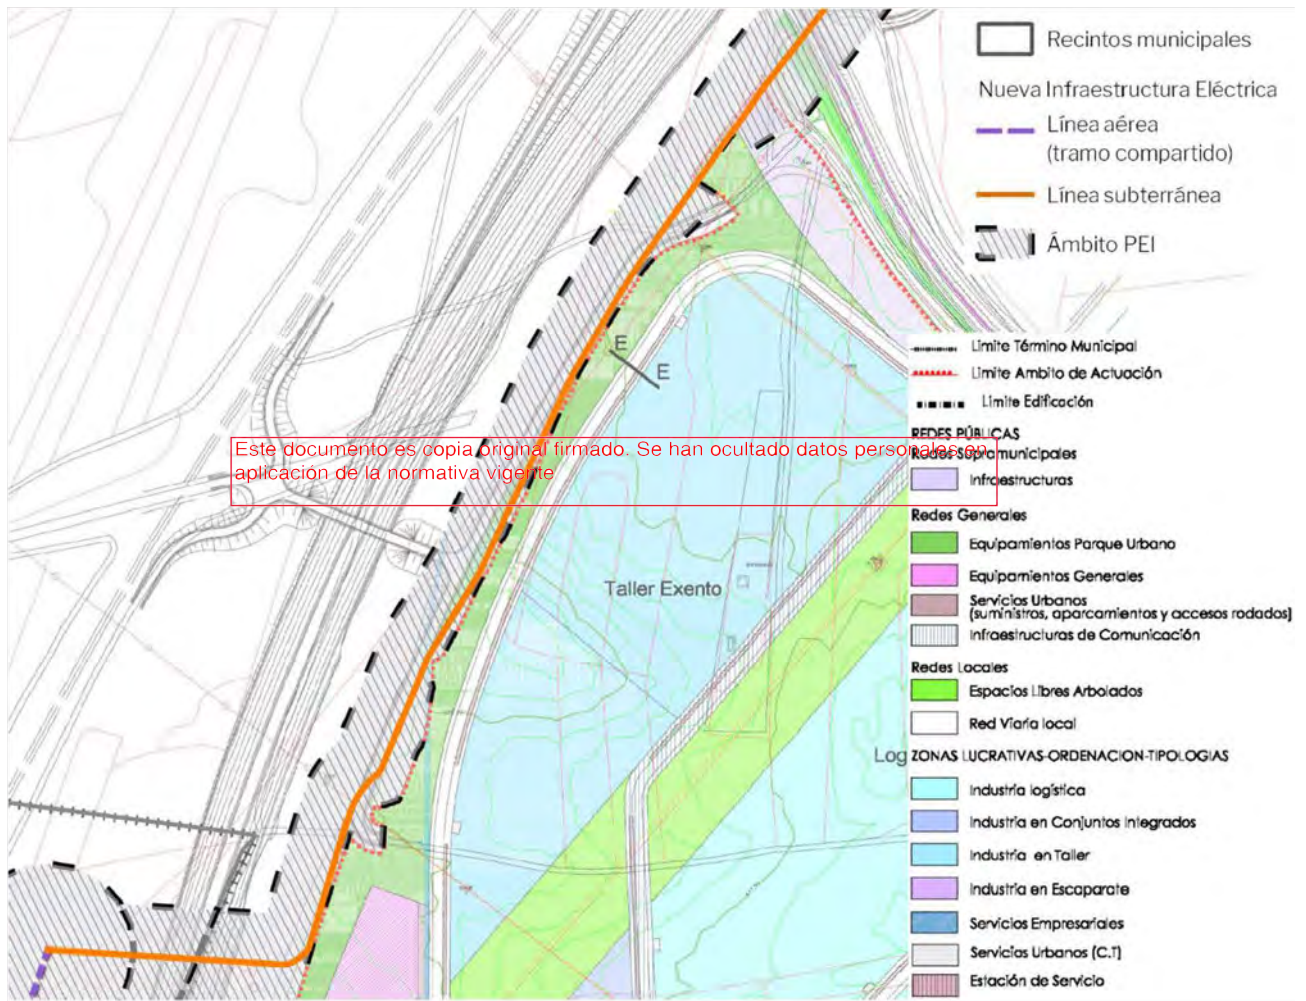 Recintos municipales
Nueva Infraestructura Eléctrica
Línea aérea
(tramo compartido)
Línea subterránea
Ámbito PEI
E
E
Limite Término Municipal
Limite Ambito de Actuación
Limite Edificación
REDES PÚBLICAS
Redes Supramunicipales
Este documento es copia original firmado. Se han ocultado datos personales en
aplicación de la normativa vigente
Infraestructuras
Redes Generales
Equipamientos Parque Urbano
Equipamientos Generales
Servicios Urbanos
(suministros, aparcamientos y accesos rodados)
Infraestructuras de Comunicación
Taller Exento
Redes Locales
Espacios Libres Arbolados
Red Viaria local
Log
ZONAS LUCRATIVAS-ORDENACION-TIPOLOGIAS
Industria logística
Industria en Conjuntos Integrados
Industria en Taller
Industria en Escaparate
Servicios Empresariales
Servicios Urbanos (C.T)
Estación de Servicio